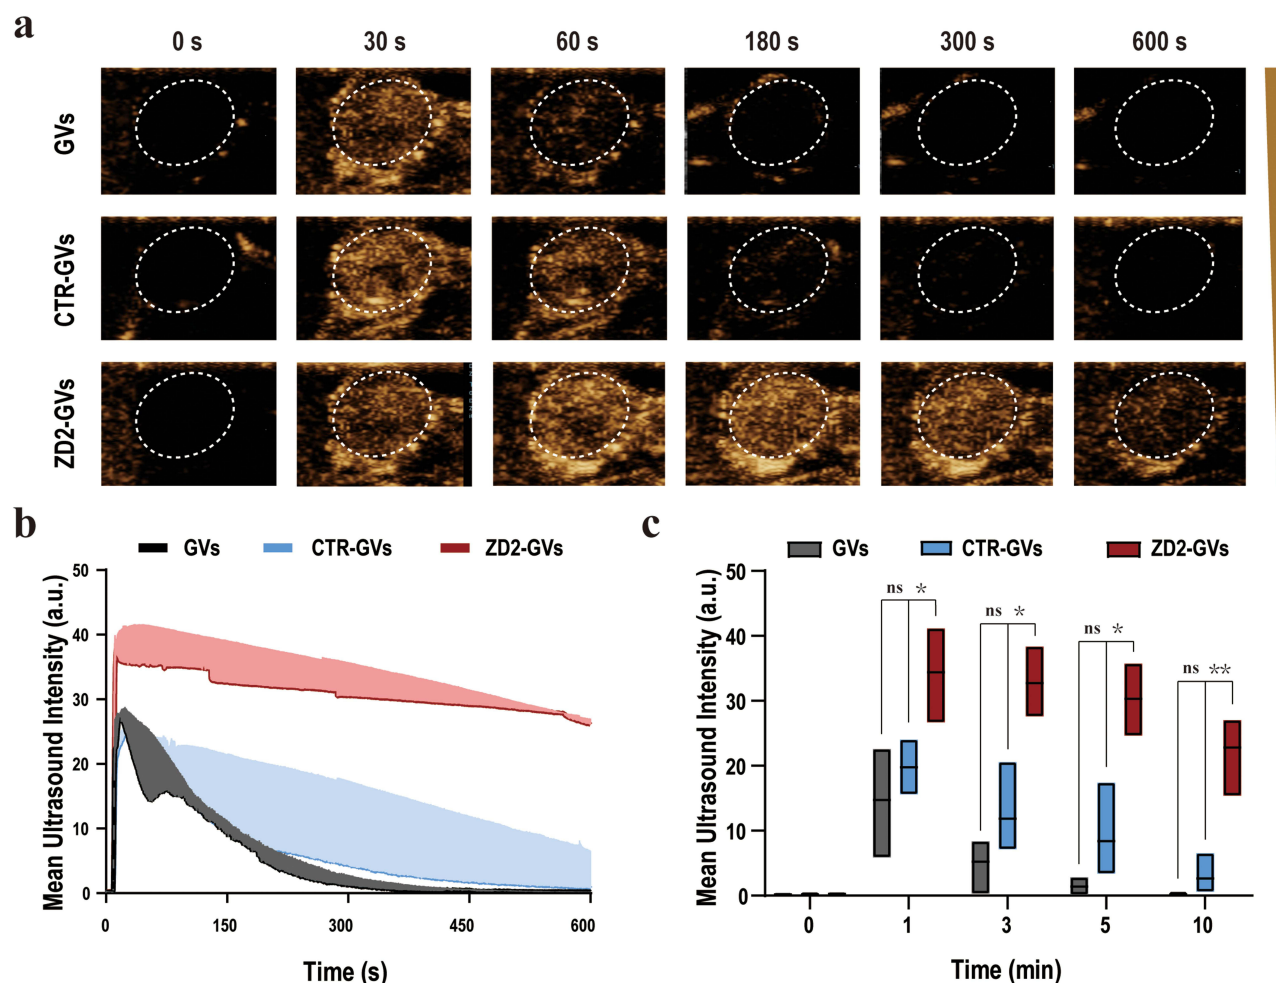 a
0 s 30 s 60 s 180 s 300 s 600 s
GVs
CTR-GVs
ZD2-GVs
b
GVs CTR-GVs ZD2-GVs
Mean Ultrasound Intensity (a.u.)
50
40
30
20
10
0
0 150 300 450 600
Time (s)
c
GVs CTR-GVs ZD2-GVs
Mean Ultrasound Intensity (a.u.)
50
40
30
20
10
0
ns *
ns *
ns *
ns **
0 1 3 5 10
Time (min)